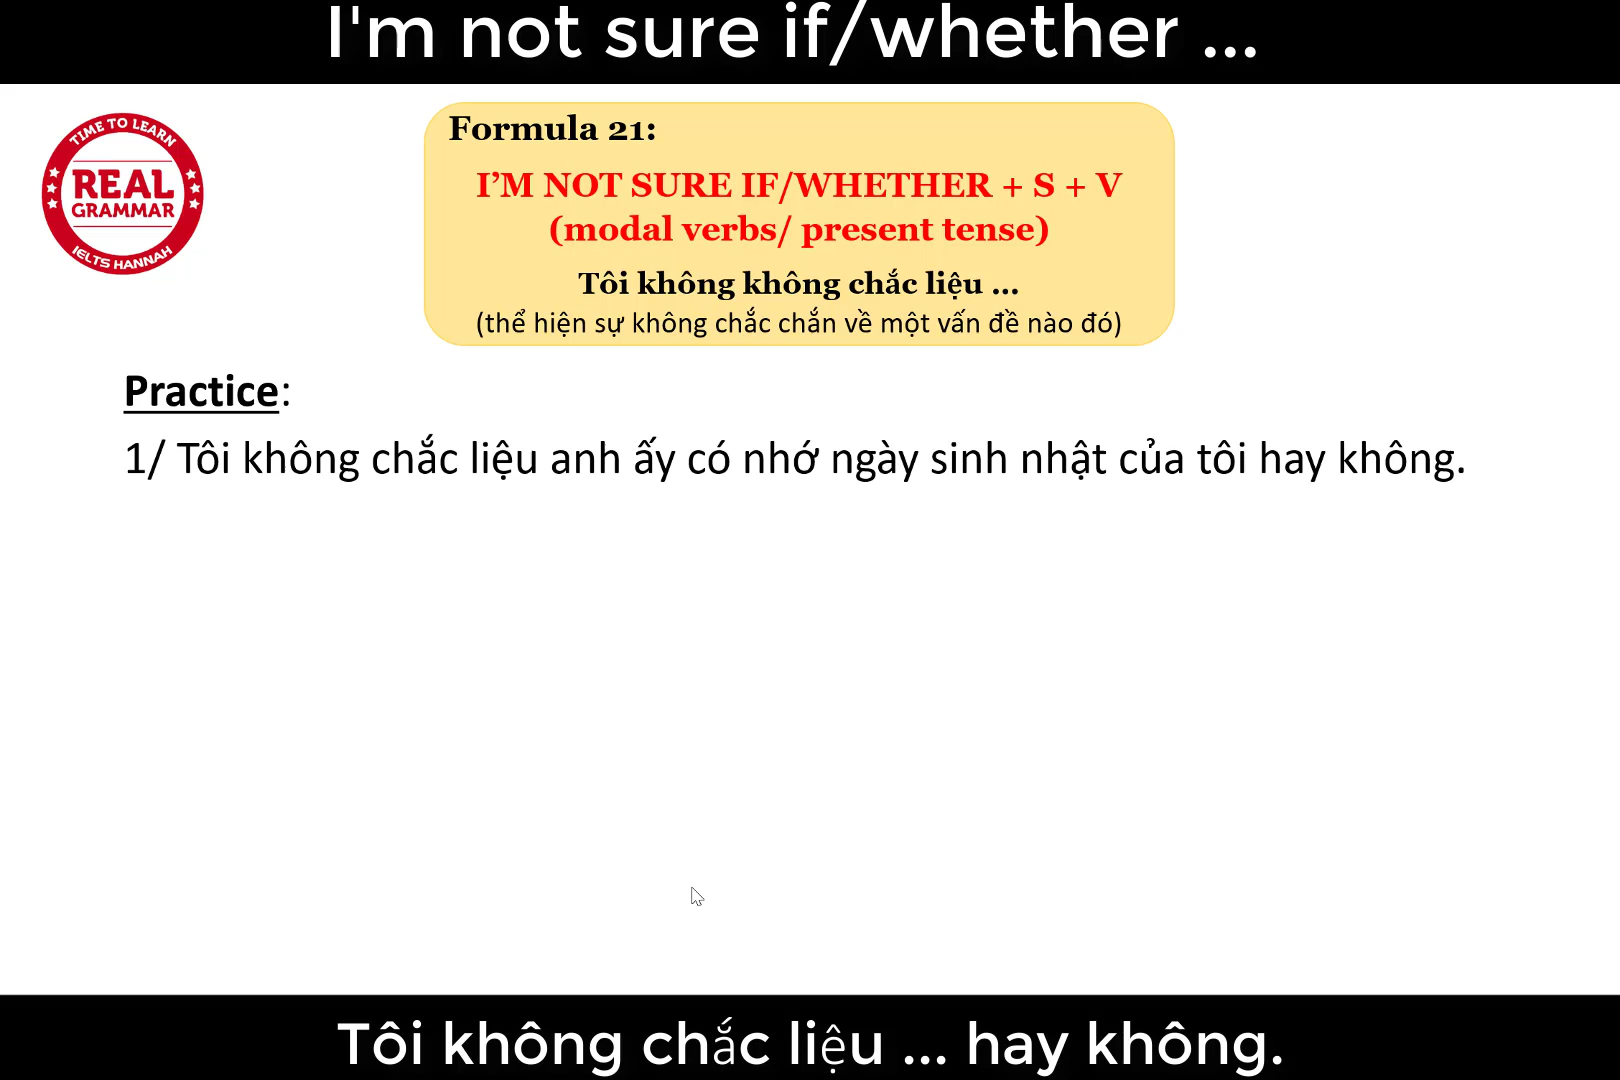 I'm not sure if/whether ...
TIME TO LEARN
REAL
GRAMMAR
IELTS HANNAH
Formula 21:
I’M NOT SURE IF/WHETHER + S + V
(modal verbs/ present tense)
Tôi không không chắc liệu ...
(thể hiện sự không chắc chắn về một vấn đề nào đó)
Practice:
1/ Tôi không chắc liệu anh ấy có nhớ ngày sinh nhật của tôi hay không.
Tôi không chắc liệu ... hay không.